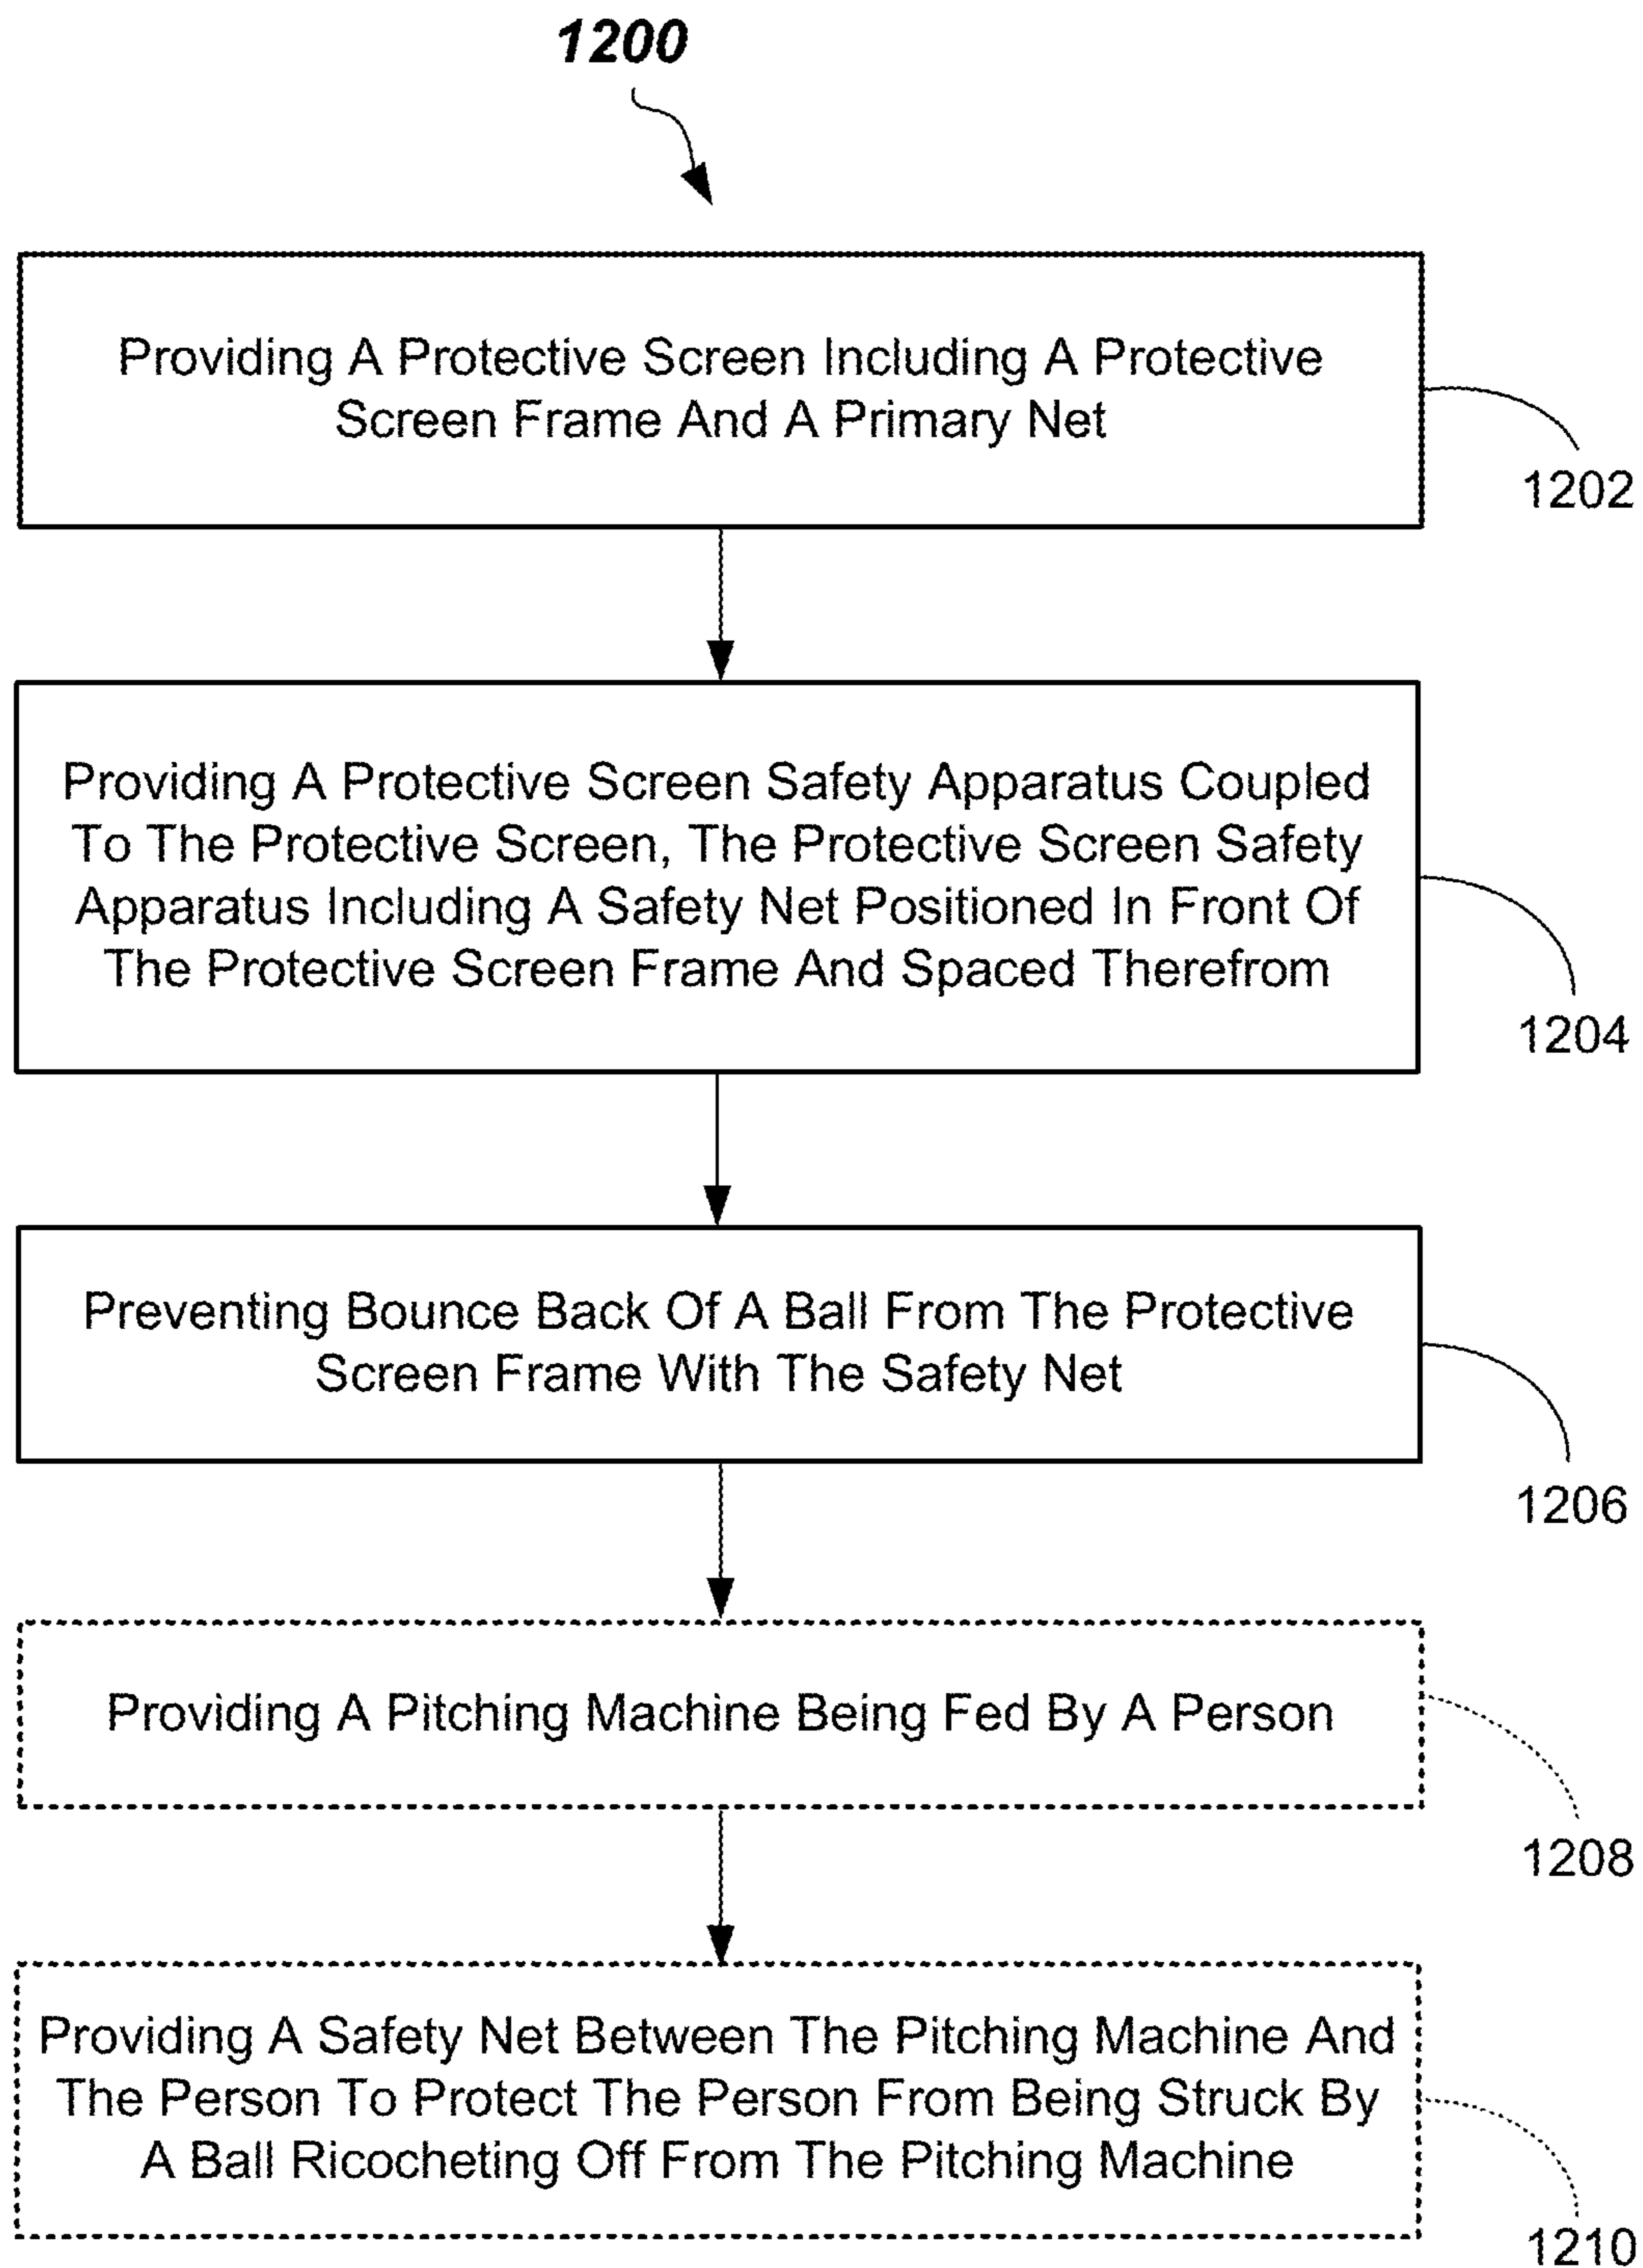 1200
Providing A Protective Screen Including A Protective
Screen Frame And A Primary Net
1202
Providing A Protective Screen Safety Apparatus Coupled
To The Protective Screen, The Protective Screen Safety
Apparatus Including A Safety Net Positioned In Front Of
The Protective Screen Frame And Spaced Therefrom
1204
Preventing Bounce Back Of A Ball From The Protective
Screen Frame With The Safety Net
1206
Providing A Pitching Machine Being Fed By A Person
1208
Providing A Safety Net Between The Pitching Machine And
The Person To Protect The Person From Being Struck By
A Ball Ricocheting Off From The Pitching Machine
1210